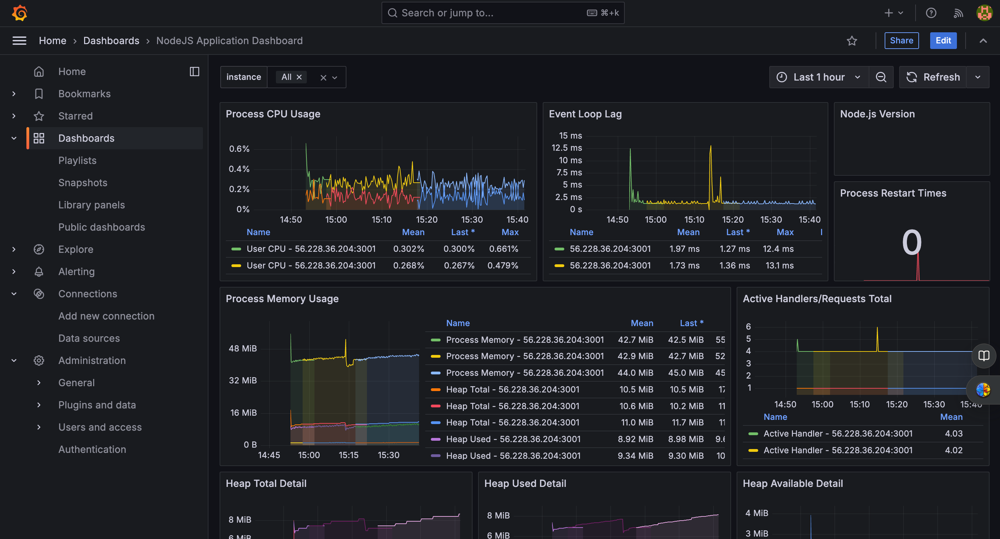 Search or jump to...
⌘+k
Home › Dashboards › NodeJS Application Dashboard
Share
Edit
Home
Bookmarks
Starred
Dashboards
Playlists
Snapshots
Library panels
Public dashboards
Explore
Alerting
Connections
Add new connection
Data sources
Administration
General
Plugins and data
Users and access
Authentication
instance
All
Last 1 hour
Refresh
Process CPU Usage
0.6%
0.4%
0.2%
0%
14:50 15:00 15:10 15:20 15:30 15:40
Name Mean Last * Max
User CPU - 56.228.36.204:3001 0.302% 0.300% 0.661%
User CPU - 56.228.36.204:3001 0.268% 0.267% 0.479%
Event Loop Lag
15 ms
12.5 ms
10 ms
7.5 ms
5 ms
2.5 ms
0 s
14:50 15:00 15:10 15:20 15:30 15:40
Name Mean Last * Max
56.228.36.204:3001 1.97 ms 1.27 ms 12.4 ms
56.228.36.204:3001 1.73 ms 1.36 ms 13.1 ms
Node.js Version
Process Restart Times
0
Process Memory Usage
48 MiB
32 MiB
16 MiB
0 B
14:45 15:00 15:15 15:30
Name Mean Last *
Process Memory - 56.228.36.204:3001 42.7 MiB 42.5 MiB 55
Process Memory - 56.228.36.204:3001 42.9 MiB 42.7 MiB 52
Process Memory - 56.228.36.204:3001 44.0 MiB 45.0 MiB 45
Heap Total - 56.228.36.204:3001 10.5 MiB 10.5 MiB 17
Heap Total - 56.228.36.204:3001 10.6 MiB 10.2 MiB 11
Heap Total - 56.228.36.204:3001 11.0 MiB 11.7 MiB 11
Heap Used - 56.228.36.204:3001 8.92 MiB 8.98 MiB 9.6
Heap Used - 56.228.36.204:3001 9.34 MiB 9.30 MiB 10
Active Handlers/Requests Total
6
5
4
3
2
1
14:50 15:00 15:10 15:20 15:30 15:40
Name Mean
Active Handler - 56.228.36.204:3001 4.03
Active Handler - 56.228.36.204:3001 4.02
Heap Total Detail
8 MiB
6 MiB
Heap Used Detail
8 MiB
6 MiB
Heap Available Detail
4 MiB
3 MiB